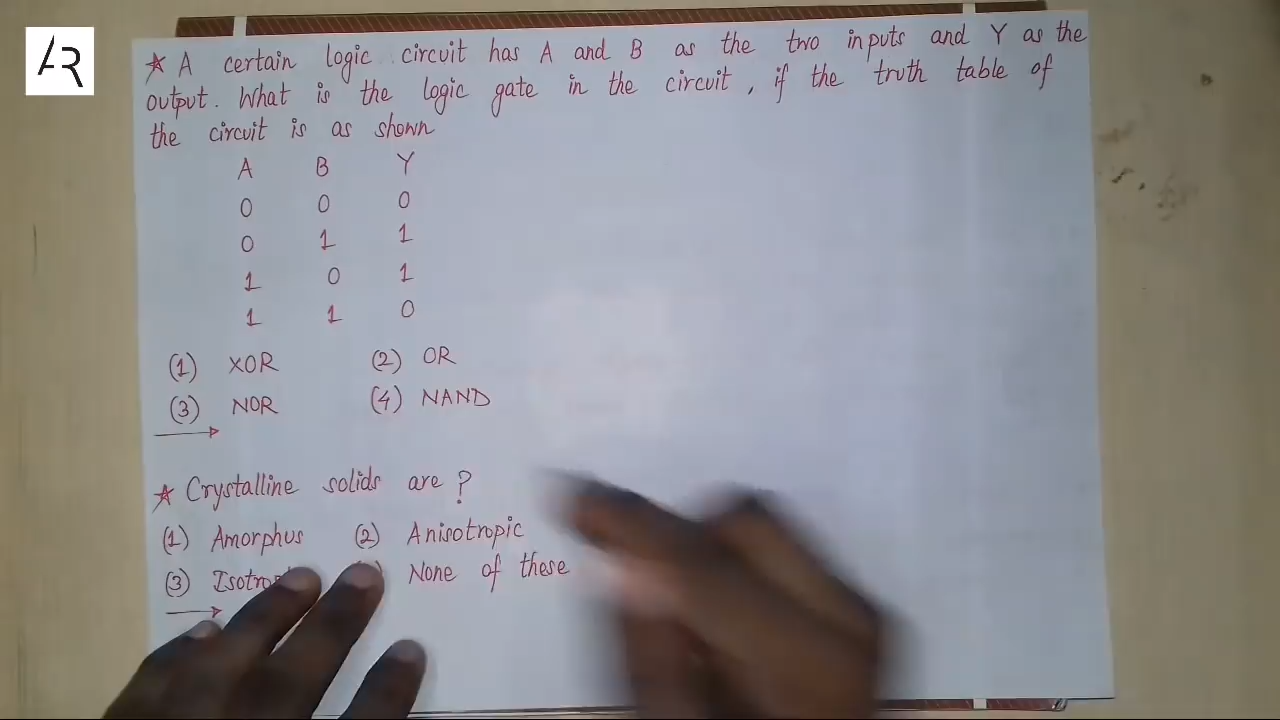 AR
* A certain logic circuit has A and B as the two inputs and Y as the
output. What is the logic gate in the circuit, if the truth table of
the circuit is as shown
A B Y
0 0 0
0 1 1
1 0 1
1 1 0
(1) XOR (2) OR
(3) NOR (4) NAND
* Crystalline solids are ?
(1) Amorphus (2) Anisotropic
(3) None of these